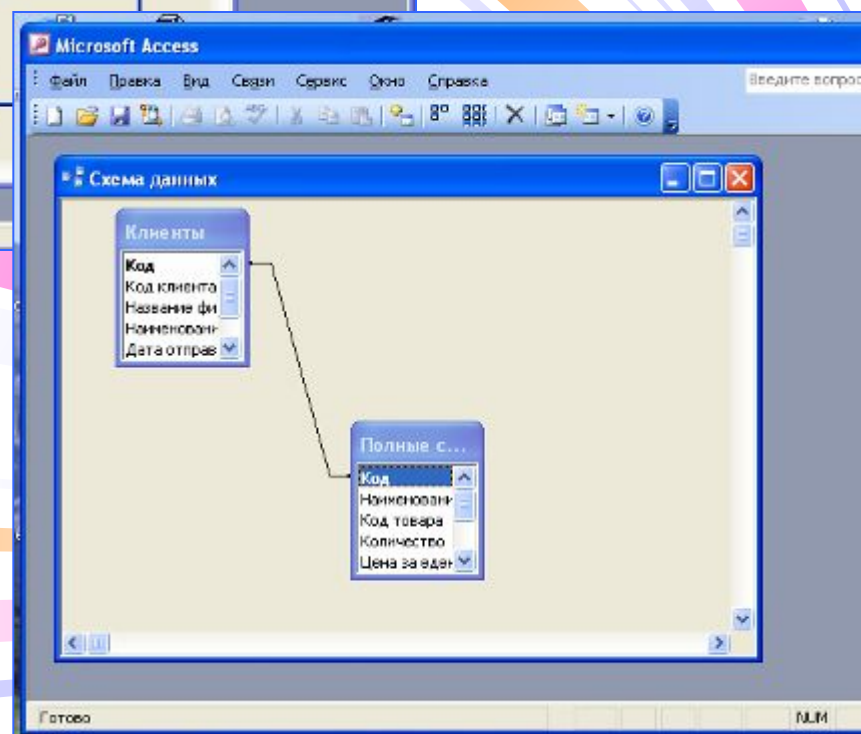 Microsoft Access
Файл Правка Вид Связи Сервис Окно Справка Введите вопрос
Схема данных
Клиенты
Код
Код клиента
Название фи
Наименовани
Дата отправ
Полные с...
Код
Наименовани
Код товара
Количество
Цена за еден
Готово NUM